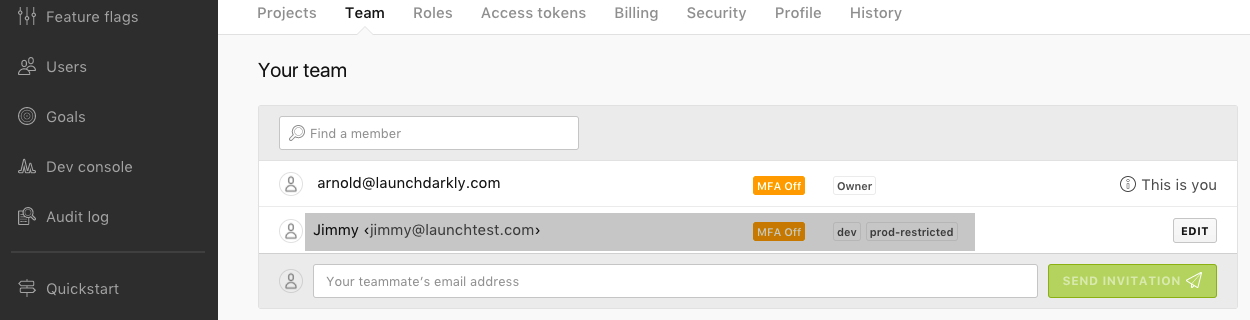 Feature flags
Users
Goals
Dev console
Audit log
Quickstart
Projects Team Roles Access tokens Billing Security Profile History
Your team
Find a member
arnold@launchdarkly.com MFA Off Owner This is you
Jimmy <jimmy@launchtest.com> MFA Off dev prod-restricted EDIT
Your teammate's email address SEND INVITATION